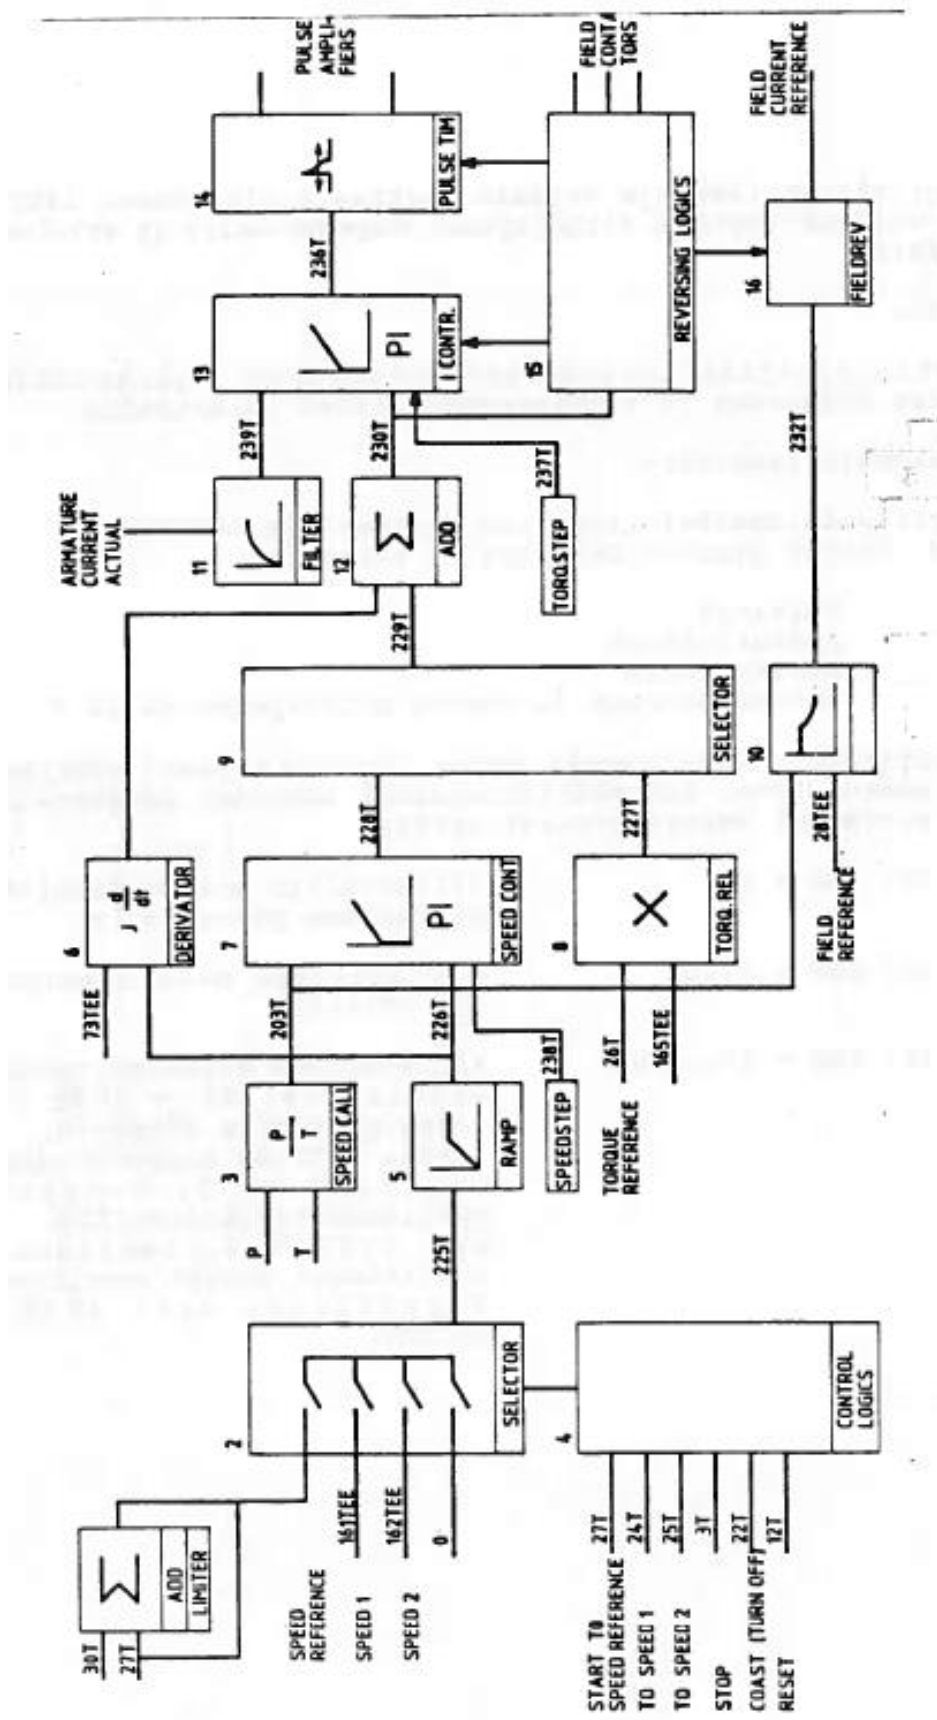 30T
27T
Σ
ADD
LIMITER
SPEED
REFERENCE
161TEE
SPEED 1
162TEE
SPEED 2
0
2
SELECTOR
START TO
SPEED REFERENCE
27T
TO SPEED 1
24T
TO SPEED 2
25T
STOP
3T
COAST (TURN OFF)
22T
RESET
12T
4
CONTROL
LOGICS
225T
P
T
3
P
T
SPEED CALL
5
RAMP
SPEEDSTEP
238T
203T
226T
73TEE
6
J d
dt
DERIVATOR
7
PI
SPEED CONT
TORQUE
REFERENCE
26T
165TEE
8
X
TORQ.REL
228T
227T
FIELD
REFERENCE
28TEE
9
SELECTOR
10
229T
ARMATURE
CURRENT
ACTUAL
11
FILTER
12
Σ
ADD
TORQ.STEP
237T
239T
230T
232T
13
PI
I CONTR.
236T
14
PULSE TIM
PULSE
AMPLI-
FIERS
15
REVERSING LOGICS
FIELD
CONTA
TORS
16
FIELDREV
FIELD
CURRENT
REFERENCE